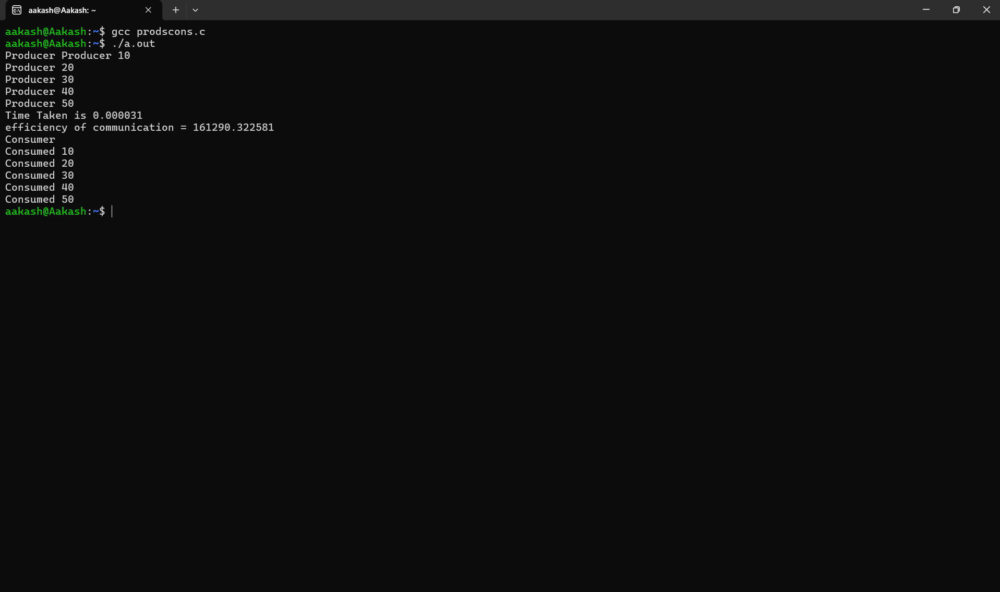 aakash@Aakash: ~
aakash@Aakash:~$ gcc prodscons.c
aakash@Aakash:~$ ./a.out
Producer Producer 10
Producer 20
Producer 30
Producer 40
Producer 50
Time Taken is 0.000031
efficiency of communication = 161290.322581
Consumer
Consumed 10
Consumed 20
Consumed 30
Consumed 40
Consumed 50
aakash@Aakash:~$